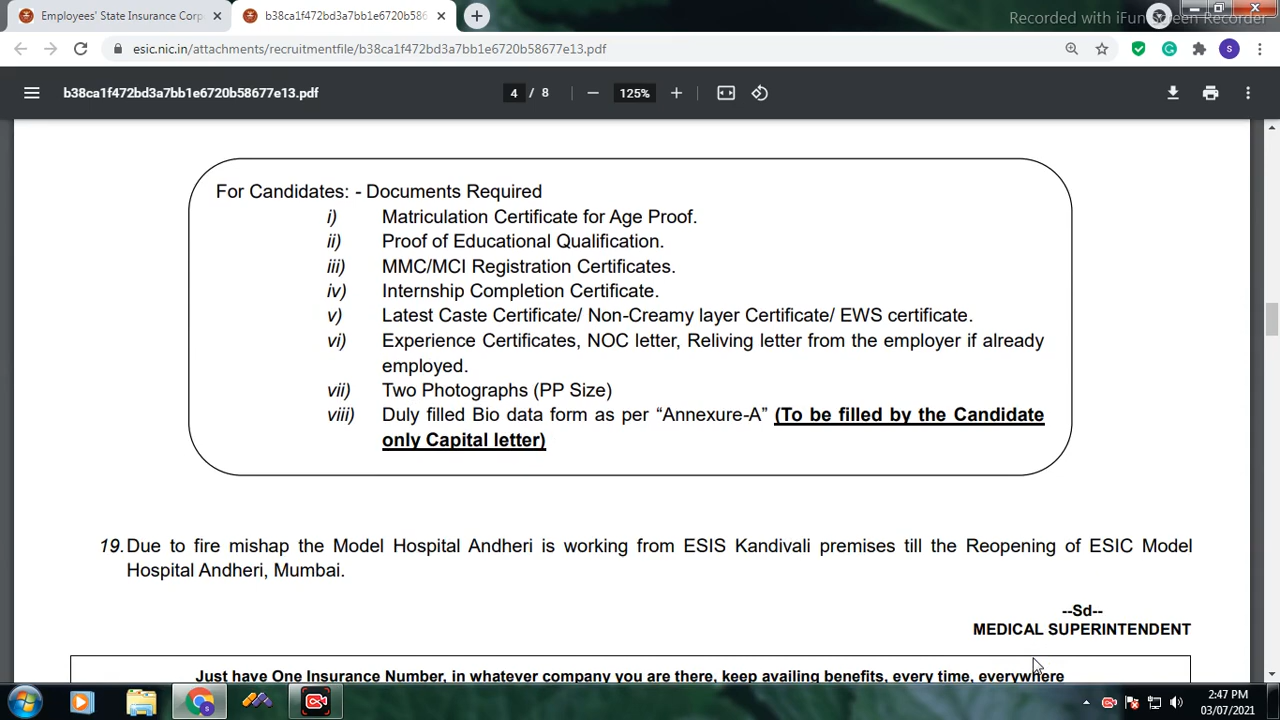 Employees' State Insurance Corp
b38ca1f472bd3a7bb1e6720b586
Recorded with iFun Screen Recorder
esic.nic.in/attachments/recruitmentfile/b38ca1f472bd3a7bb1e6720b58677e13.pdf
S
b38ca1f472bd3a7bb1e6720b58677e13.pdf
4 / 8
125%
For Candidates: - Documents Required
i) Matriculation Certificate for Age Proof.
ii) Proof of Educational Qualification.
iii) MMC/MCI Registration Certificates.
iv) Internship Completion Certificate.
v) Latest Caste Certificate/ Non-Creamy layer Certificate/ EWS certificate.
vi) Experience Certificates, NOC letter, Reliving letter from the employer if already
employed.
vii) Two Photographs (PP Size)
viii) Duly filled Bio data form as per “Annexure-A” (To be filled by the Candidate
only Capital letter)
19. Due to fire mishap the Model Hospital Andheri is working from ESIS Kandivali premises till the Reopening of ESIC Model
Hospital Andheri, Mumbai.
--Sd--
MEDICAL SUPERINTENDENT
Just have One Insurance Number, in whatever company you are there, keep availing benefits, every time, everywhere
2:47 PM
03/07/2021